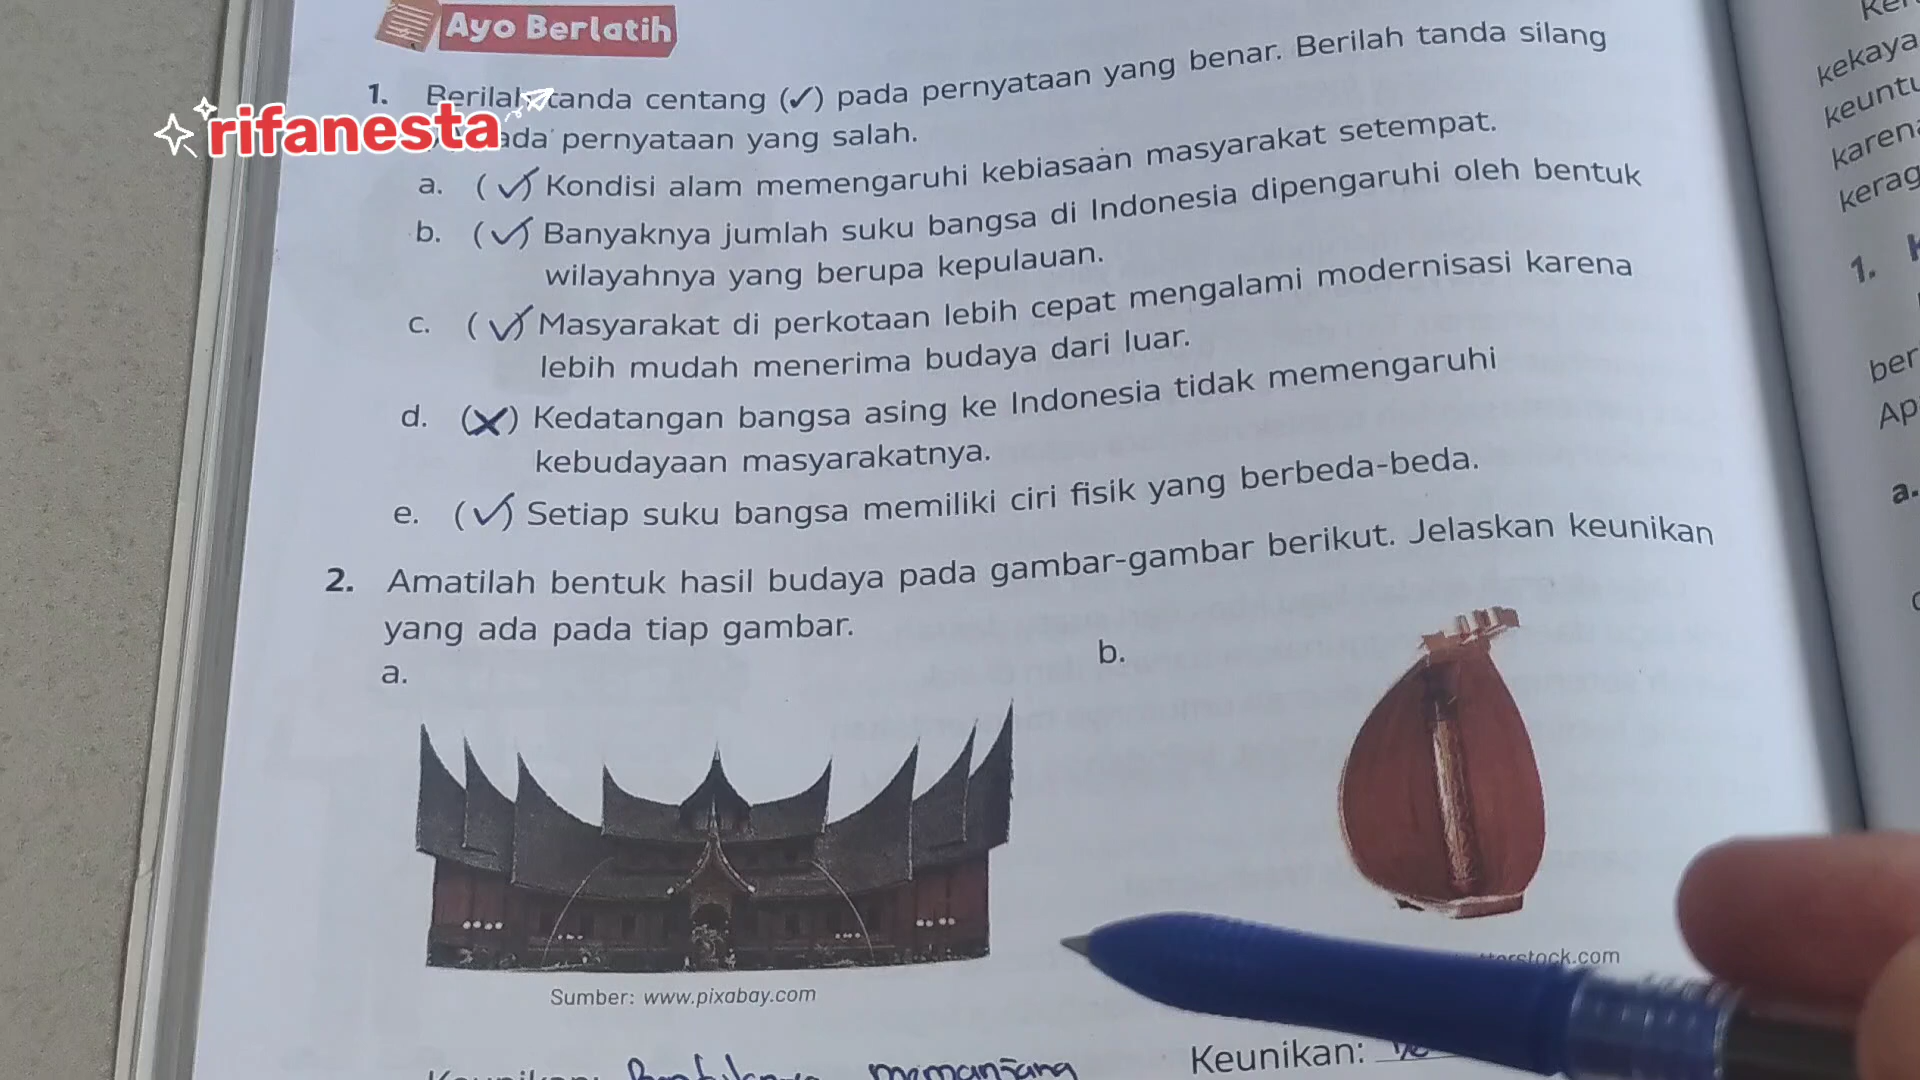 Ayo Berlatih
1. Berilah tanda centang (✓) pada pernyataan yang benar. Berilah tanda silang
rifanesta
pernyataan yang salah.
a. (✓) Kondisi alam memengaruhi kebiasaan masyarakat setempat.
b. (✓) Banyaknya jumlah suku bangsa di Indonesia dipengaruhi oleh bentuk
wilayahnya yang berupa kepulauan.
c. (✓) Masyarakat di perkotaan lebih cepat mengalami modernisasi karena
lebih mudah menerima budaya dari luar.
d. (✗) Kedatangan bangsa asing ke Indonesia tidak memengaruhi
kebudayaan masyarakatnya.
e. (✓) Setiap suku bangsa memiliki ciri fisik yang berbeda-beda.
2. Amatilah bentuk hasil budaya pada gambar-gambar berikut. Jelaskan keunikan
yang ada pada tiap gambar.
a.
b.
Sumber: www.pixabay.com
memanjang
Keunikan:
kekaya
keuntu
karena
kerag
1.
ber
Ap
a.